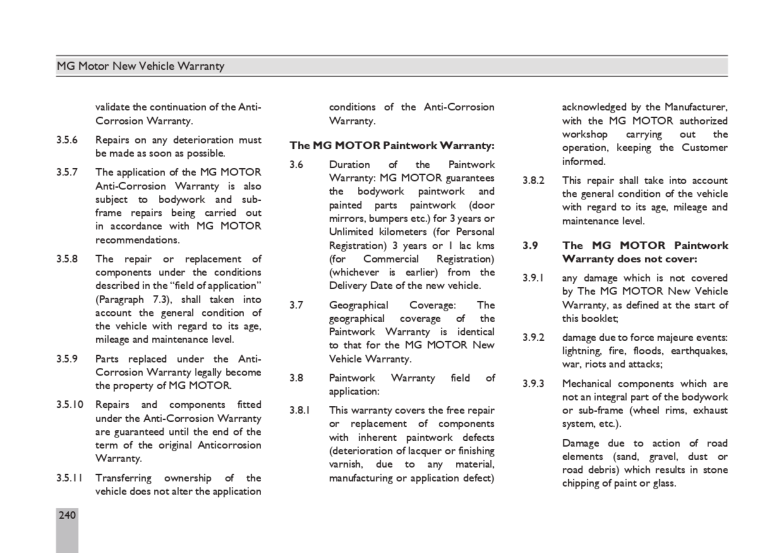 MG Motor New Vehicle Warranty
validate the continuation of the Anti-
Corrosion Warranty.
3.5.6 Repairs on any deterioration must
be made as soon as possible.
3.5.7 The application of the MG MOTOR
Anti-Corrosion Warranty is also
subject to bodywork and sub-
frame repairs being carried out
in accordance with MG MOTOR
recommendations.
3.5.8 The repair or replacement of
components under the conditions
described in the “field of application”
(Paragraph 7.3), shall taken into
account the general condition of
the vehicle with regard to its age,
mileage and maintenance level.
3.5.9 Parts replaced under the Anti-
Corrosion Warranty legally become
the property of MG MOTOR.
3.5.10 Repairs and components fitted
under the Anti-Corrosion Warranty
are guaranteed until the end of the
term of the original Anticorrosion
Warranty.
3.5.11 Transferring ownership of the
vehicle does not alter the application
conditions of the Anti-Corrosion
Warranty.
The MG MOTOR Paintwork Warranty:
3.6 Duration of the Paintwork
Warranty: MG MOTOR guarantees
the bodywork paintwork and
painted parts paintwork (door
mirrors, bumpers etc.) for 3 years or
Unlimited kilometers (for Personal
Registration) 3 years or 1 lac kms
(for Commercial Registration)
(whichever is earlier) from the
Delivery Date of the new vehicle.
3.7 Geographical Coverage: The
geographical coverage of the
Paintwork Warranty is identical
to that for the MG MOTOR New
Vehicle Warranty.
3.8 Paintwork Warranty field of
application:
3.8.1 This warranty covers the free repair
or replacement of components
with inherent paintwork defects
(deterioration of lacquer or finishing
varnish, due to any material,
manufacturing or application defect)
acknowledged by the Manufacturer,
with the MG MOTOR authorized
workshop carrying out the
operation, keeping the Customer
informed.
3.8.2 This repair shall take into account
the general condition of the vehicle
with regard to its age, mileage and
maintenance level.
3.9 The MG MOTOR Paintwork
Warranty does not cover:
3.9.1 any damage which is not covered
by The MG MOTOR New Vehicle
Warranty, as defined at the start of
this booklet;
3.9.2 damage due to force majeure events:
lightning, fire, floods, earthquakes,
war, riots and attacks;
3.9.3 Mechanical components which are
not an integral part of the bodywork
or sub-frame (wheel rims, exhaust
system, etc.).
Damage due to action of road
elements (sand, gravel, dust or
road debris) which results in stone
chipping of paint or glass.
240